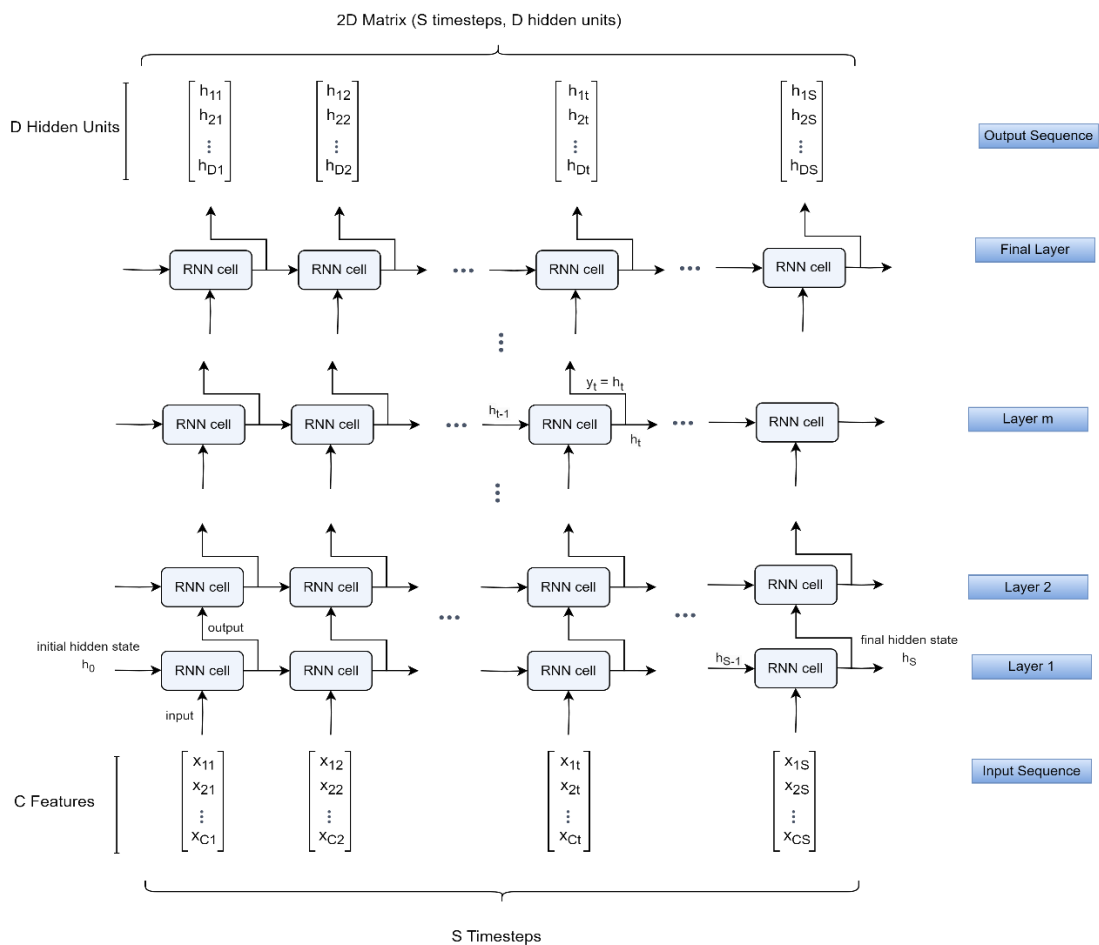 2D Matrix (S timesteps, D hidden units)
D Hidden Units
h11 h12 h1t h1S
h21 h22 h2t h2S
⋮ ⋮ ⋮ ⋮
hD1 hD2 hDt hDS
Output Sequence
RNN cell RNN cell ... RNN cell ... RNN cell
Final Layer
⋮
yt = ht
RNN cell RNN cell ... ht-1 RNN cell ht ... RNN cell
Layer m
⋮
RNN cell RNN cell RNN cell RNN cell
Layer 2
... ...
output
initial hidden state
h0
RNN cell RNN cell RNN cell hS-1 RNN cell
final hidden state
hS
Layer 1
input
C Features
x11 x12 x1t x1S
x21 x22 x2t x2S
⋮ ⋮ ⋮ ⋮
xC1 xC2 xCt xCS
Input Sequence
S Timesteps